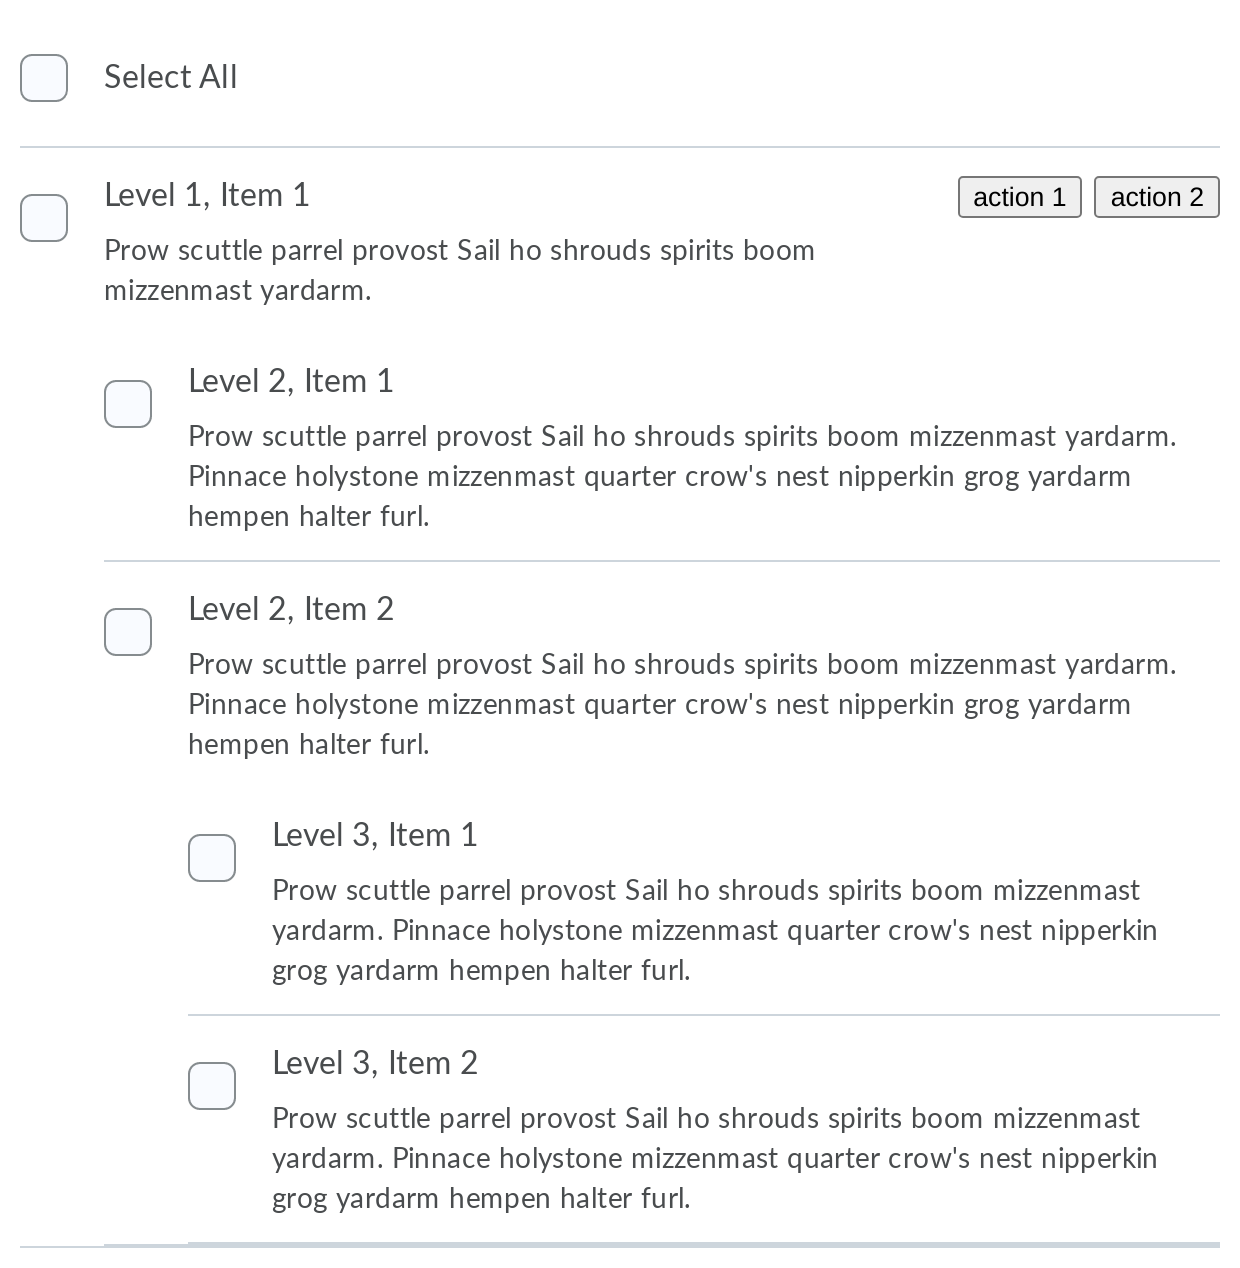 Select All
Level 1, Item 1
action 1
action 2
Prow scuttle parrel provost Sail ho shrouds spirits boom
mizzenmast yardarm.
Level 2, Item 1
Prow scuttle parrel provost Sail ho shrouds spirits boom mizzenmast yardarm.
Pinnace holystone mizzenmast quarter crow's nest nipperkin grog yardarm
hempen halter furl.
Level 2, Item 2
Prow scuttle parrel provost Sail ho shrouds spirits boom mizzenmast yardarm.
Pinnace holystone mizzenmast quarter crow's nest nipperkin grog yardarm
hempen halter furl.
Level 3, Item 1
Prow scuttle parrel provost Sail ho shrouds spirits boom mizzenmast
yardarm. Pinnace holystone mizzenmast quarter crow's nest nipperkin
grog yardarm hempen halter furl.
Level 3, Item 2
Prow scuttle parrel provost Sail ho shrouds spirits boom mizzenmast
yardarm. Pinnace holystone mizzenmast quarter crow's nest nipperkin
grog yardarm hempen halter furl.